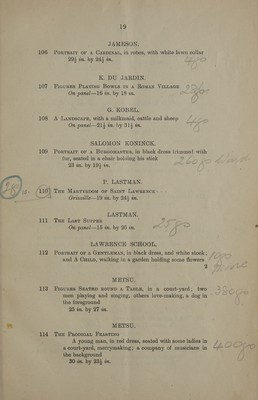 19
JAMESON.
106 PORTRAIT OF A CARDINAL, in robes, with white lawn collar
29½ in. by 24½ in.
K. DU JARDIN.
107 FIGURES PLAYING BOWLS IN A ROMAN VILLAGE
On panel—16 in. by 18 in.
G. KOBEL.
108 A LANDSCAPE, with a milkmaid, cattle and sheep
On panel—21½ in. by 31½ in.
SALOMON KONINCK.
109 PORTRAIT OF A BURGOMASTER, in black dress trimmed with
fur, seated in a chair holding his stick
23 in. by 19½ in.
P. LASTMAN.
110 THE MARTYRDOM OF SAINT LAWRENCE
Grisaille—19 in. by 24½ in.
LASTMAN.
111 THE LAST SUPPER
On panel—15 in. by 26 in.
LAWRENCE SCHOOL.
112 PORTRAIT OF A GENTLEMAN, in black dress, and white stock;
and A CHILD, walking in a garden holding some flowers
2
METSU.
113 FIGURES SEATED ROUND A TABLE, in a court-yard; two
men playing and singing, others love-making, a dog in
the foreground
25 in. by 27 in.
METSU.
114 THE PRODIGAL FEASTING
A young man, in red dress, seated with some ladies in
a court-yard, merrymaking; a company of musicians in
the background
30 in. by 23½ in.